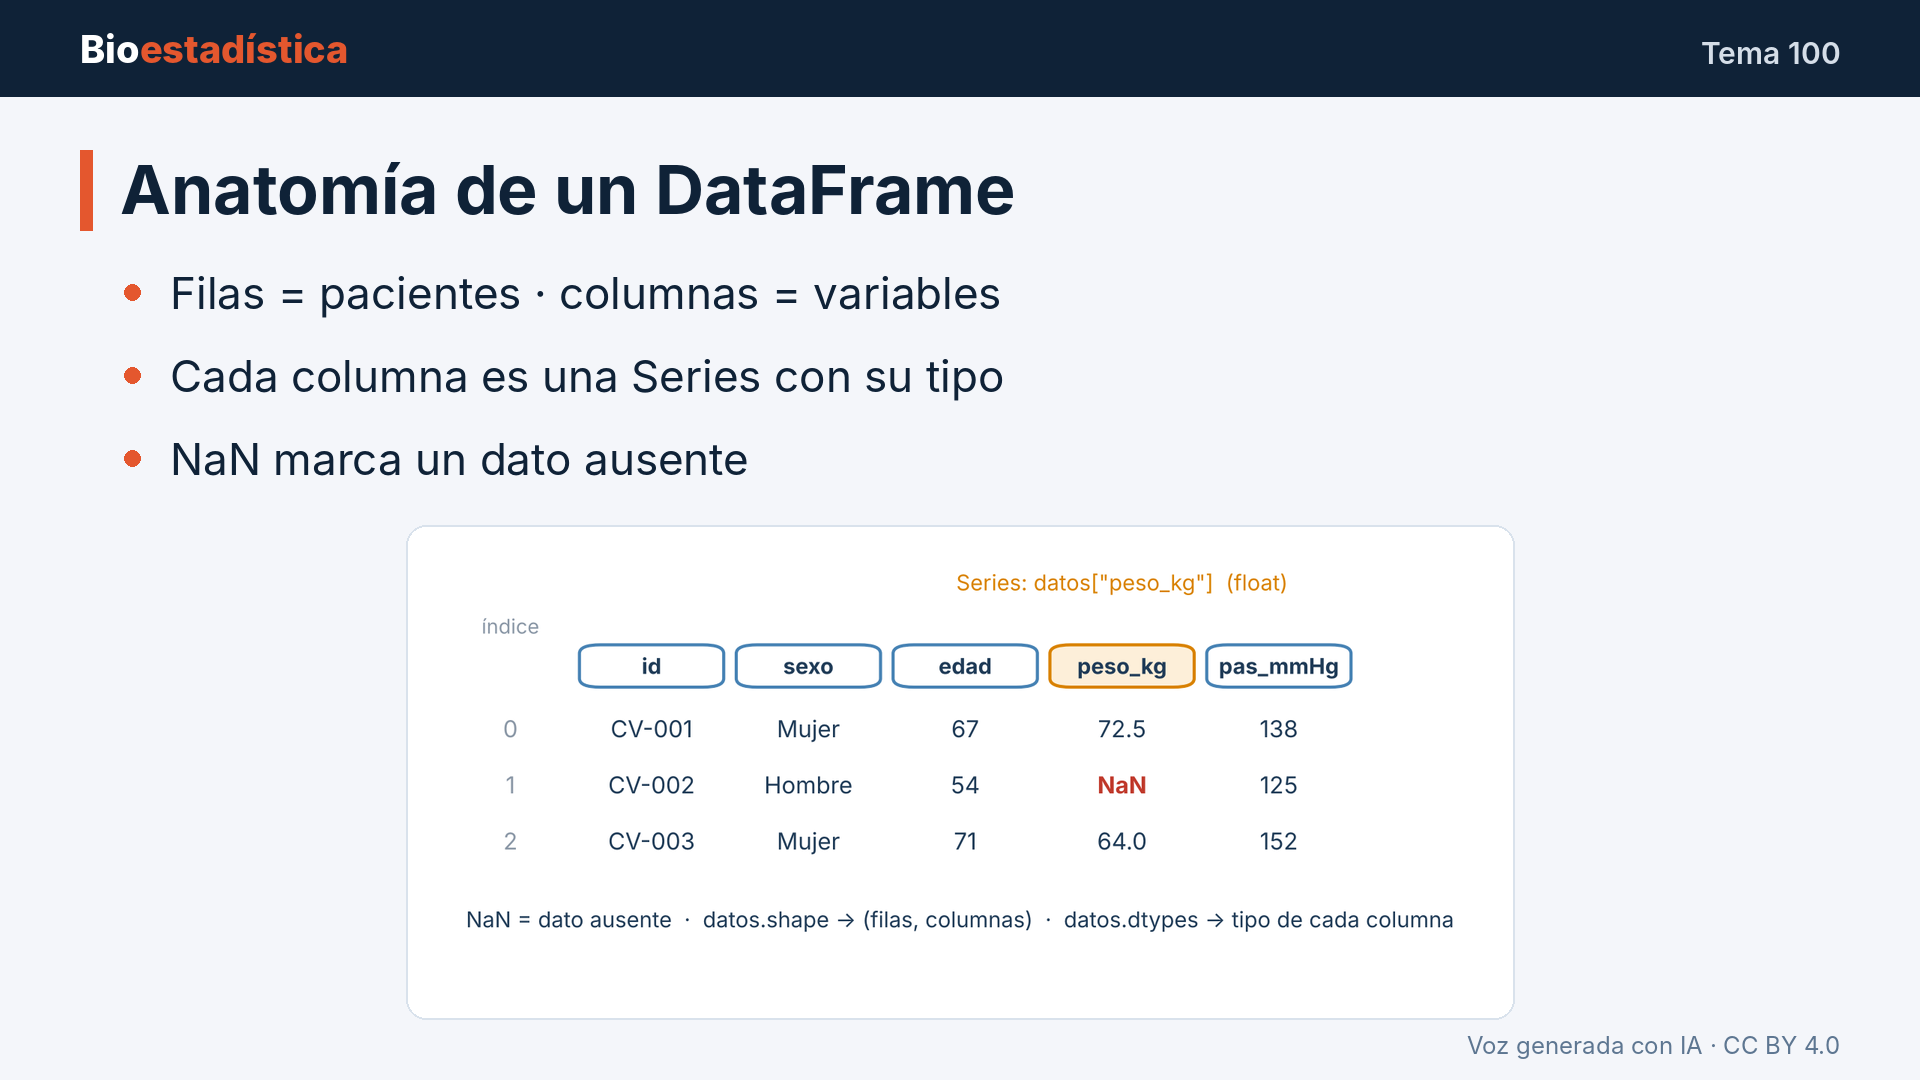 Bioestadística
Tema 100
Anatomía de un DataFrame
Filas = pacientes · columnas = variables
Cada columna es una Series con su tipo
NaN marca un dato ausente
Series: datos["peso_kg"] (float)
índice
id sexo edad peso_kg pas_mmHg
0 CV-001 Mujer 67 72.5 138
1 CV-002 Hombre 54 NaN 125
2 CV-003 Mujer 71 64.0 152
NaN = dato ausente · datos.shape → (filas, columnas) · datos.dtypes → tipo de cada columna
Voz generada con IA · CC BY 4.0